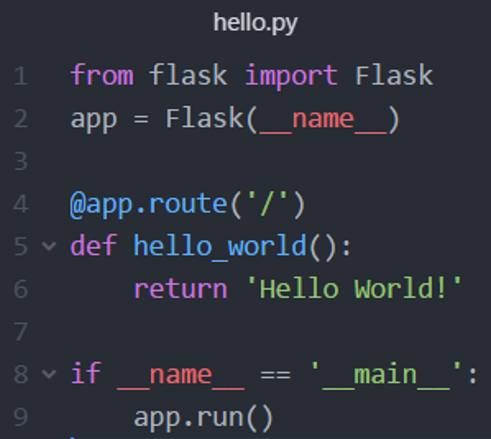 hello.py
1 from flask import Flask
2 app = Flask(__name__)
3
4 @app.route('/')
5 def hello_world():
6     return 'Hello World!'
7
8 if __name__ == '__main__':
9     app.run()